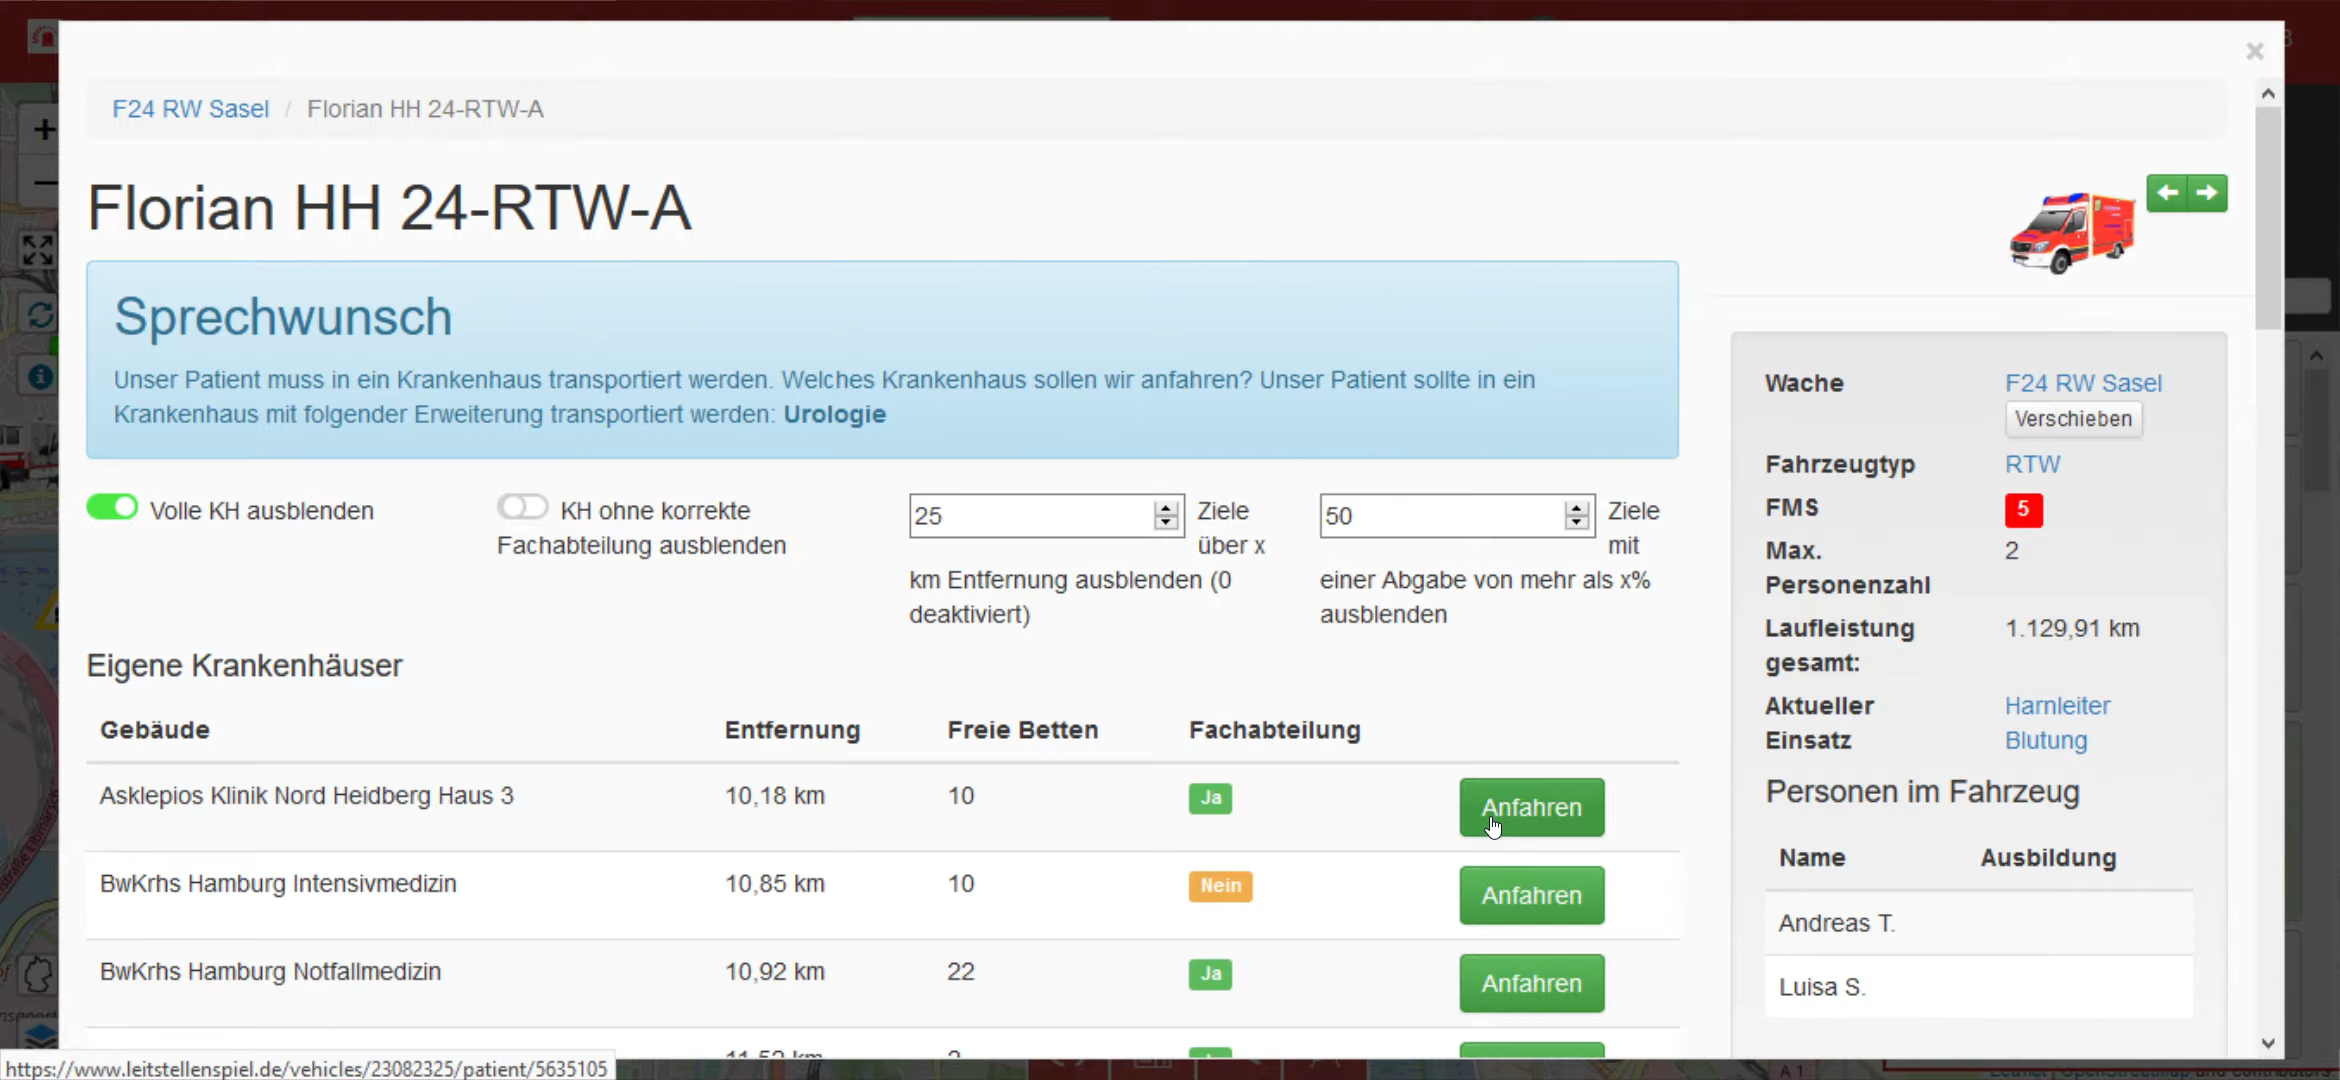 ×
F24 RW Sasel / Florian HH 24-RTW-A
Florian HH 24-RTW-A
Sprechwunsch
Unser Patient muss in ein Krankenhaus transportiert werden. Welches Krankenhaus sollen wir anfahren? Unser Patient sollte in ein
Krankenhaus mit folgender Erweiterung transportiert werden: Urologie
Volle KH ausblenden
KH ohne korrekte
Fachabteilung ausblenden
25 Ziele
über x
km Entfernung ausblenden (0
deaktiviert)
50 Ziele
mit
einer Abgabe von mehr als x%
ausblenden
Eigene Krankenhäuser
Gebäude Entfernung Freie Betten Fachabteilung
Asklepios Klinik Nord Heidberg Haus 3 10,18 km 10 Ja Anfahren
BwKrhs Hamburg Intensivmedizin 10,85 km 10 Nein Anfahren
BwKrhs Hamburg Notfallmedizin 10,92 km 22 Ja Anfahren
Wache F24 RW Sasel
Verschieben
Fahrzeugtyp RTW
FMS 5
Max. 2
Personenzahl
Laufleistung 1.129,91 km
gesamt:
Aktueller Harnleiter
Einsatz Blutung
Personen im Fahrzeug
Name Ausbildung
Andreas T.
Luisa S.
https://www.leitstellenspiel.de/vehicles/23082325/patient/5635105
A 1